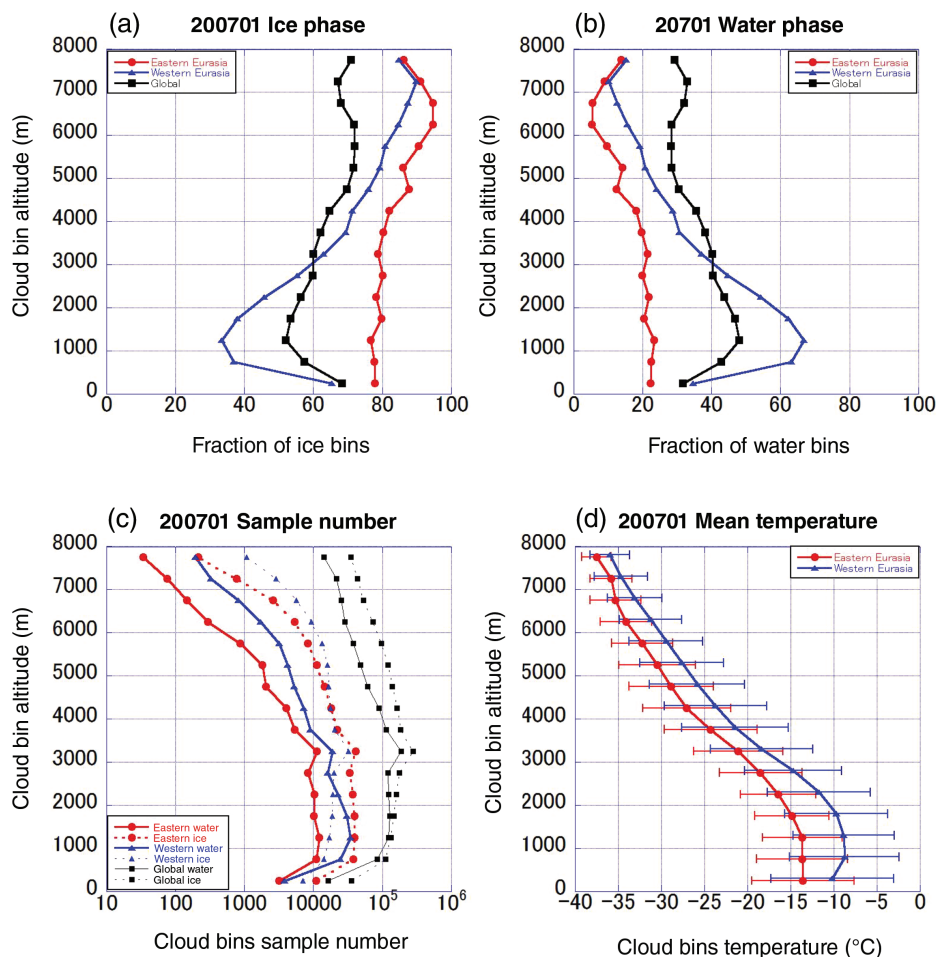 (a) 200701 Ice phase
8000
7000
6000
5000
4000
3000
2000
1000
0
Cloud bin altitude (m)
Eastern Eurasia
Western Eurasia
Global
0 20 40 60 80 100
Fraction of ice bins
(b) 20701 Water phase
8000
7000
6000
5000
4000
3000
2000
1000
0
Cloud bin altitude (m)
Eastern Eurasia
Western Eurasia
Global
0 20 40 60 80 100
Fraction of water bins
(c) 200701 Sample number
8000
7000
6000
5000
4000
3000
2000
1000
0
Cloud bin altitude (m)
Eastern water
Eastern ice
Western water
Western ice
Global water
Global ice
10 100 1000 10000 10⁵ 10⁶
Cloud bins sample number
(d) 200701 Mean temperature
8000
7000
6000
5000
4000
3000
2000
1000
0
Cloud bin altitude (m)
Eastern Eurasia
Western Eurasia
-40 -35 -30 -25 -20 -15 -10 -5 0
Cloud bins temperature (°C)